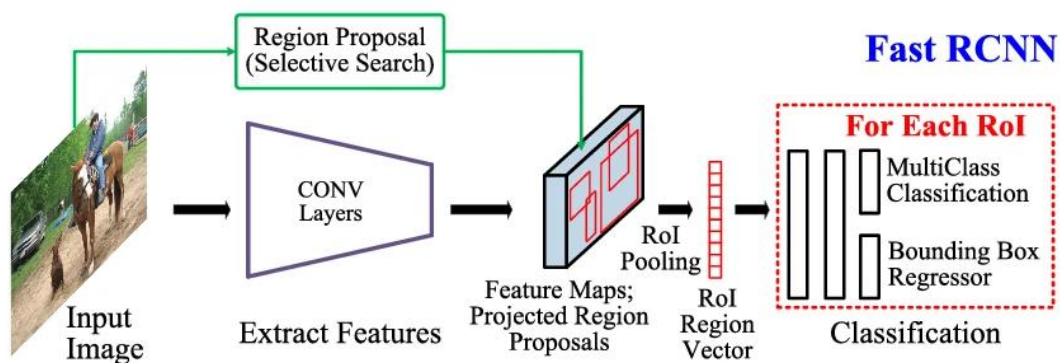 Region Proposal
(Selective Search)
Fast RCNN
For Each RoI
MultiClass
Classification
CONV
Layers
RoI
Pooling
Bounding Box
Regressor
Input
Image
Extract Features
Feature Maps;
Projected Region
Proposals
RoI
Region
Vector
Classification